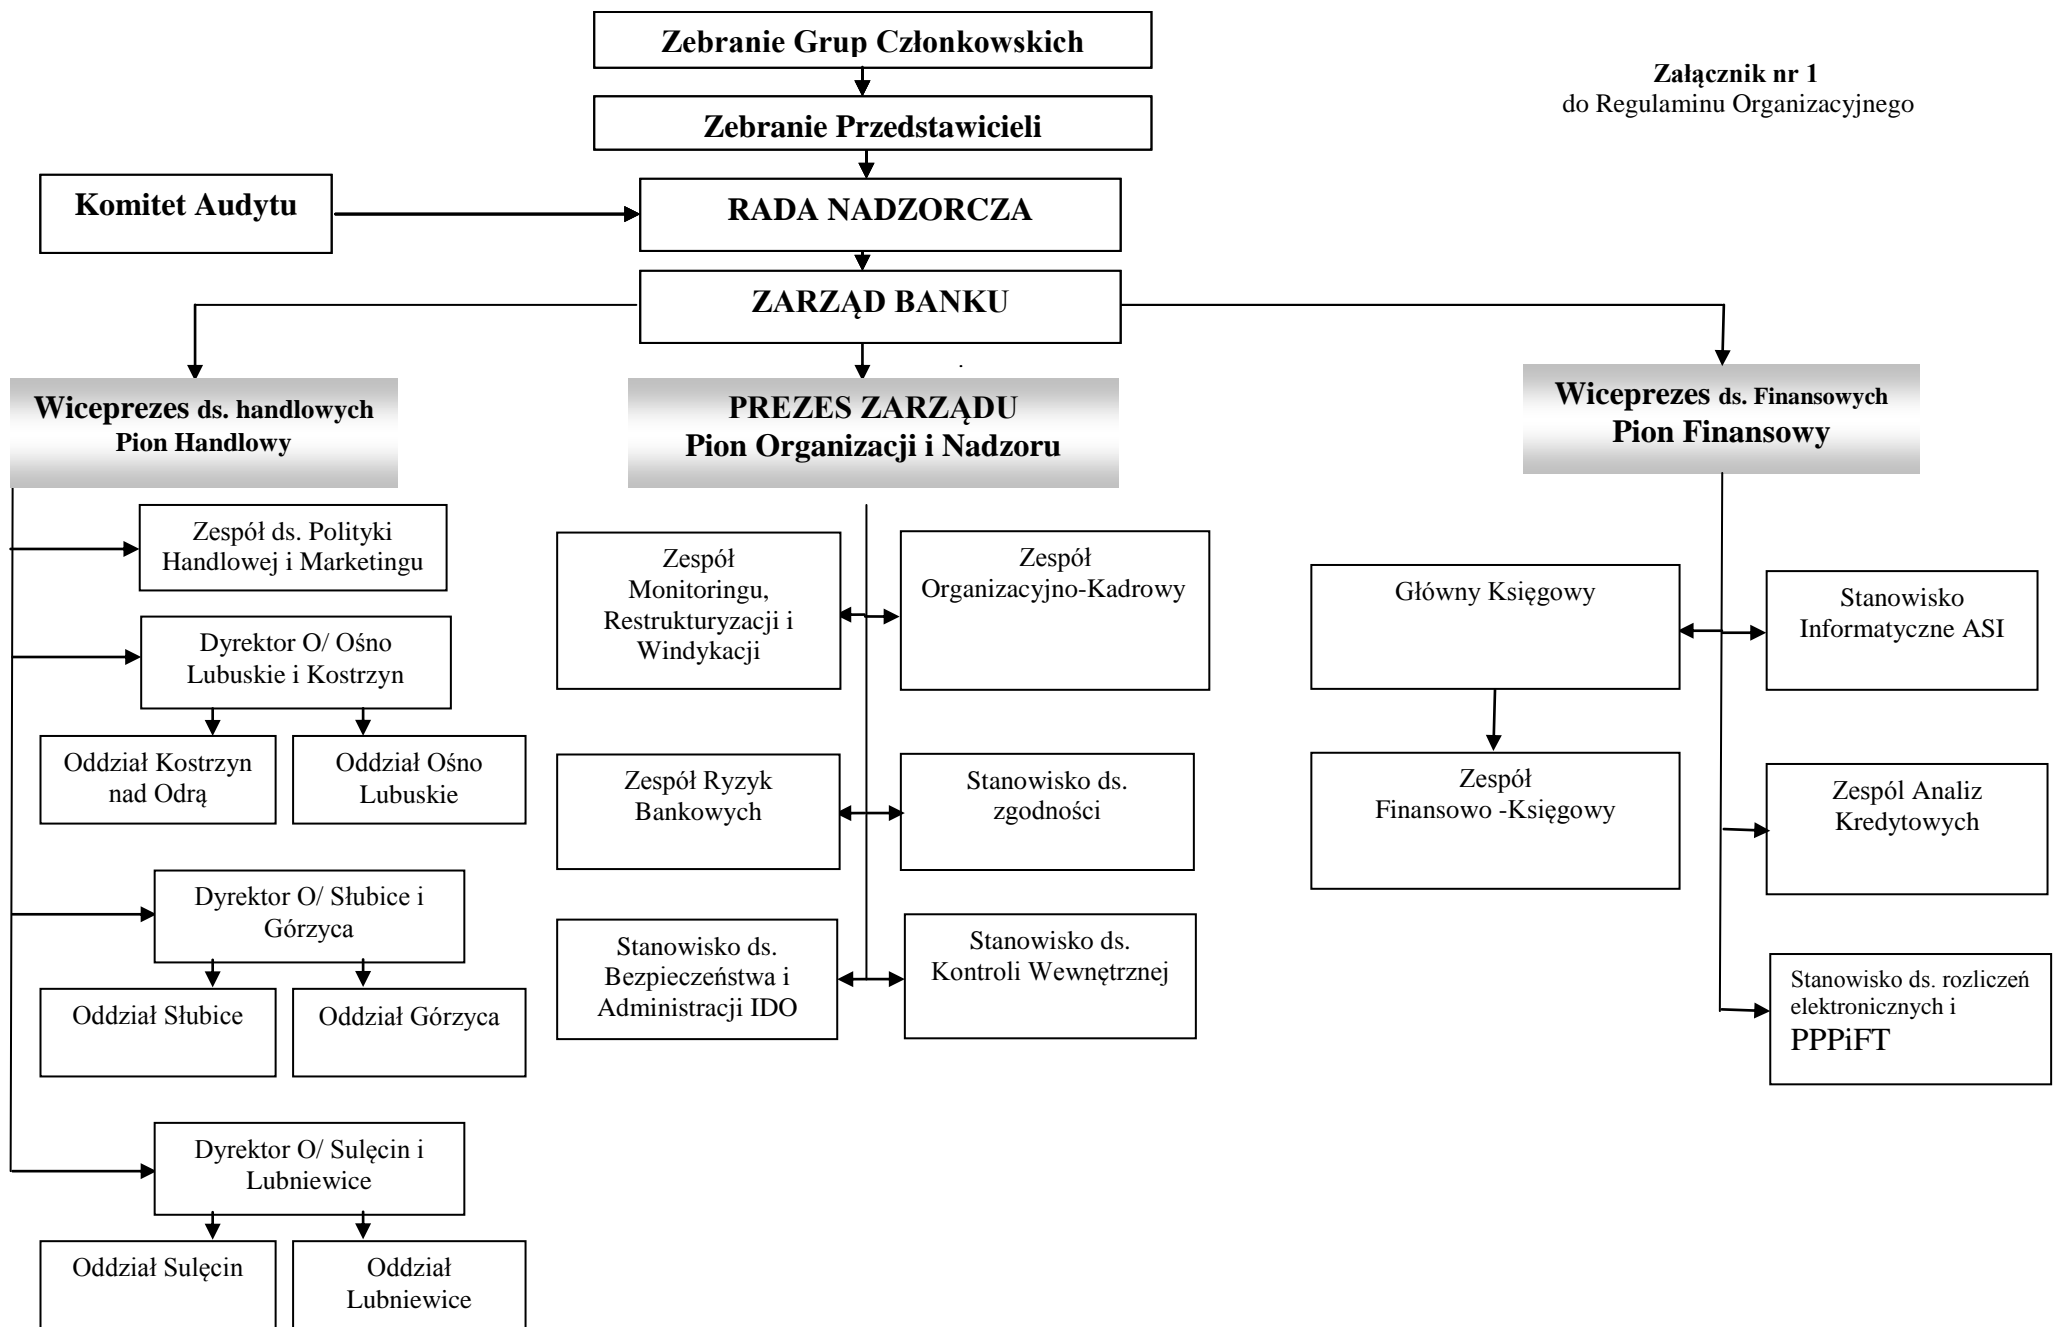 Zebranie Grup Członkowskich
Załącznik nr 1
do Regulaminu Organizacyjnego
Zebranie Przedstawicieli
Komitet Audytu
RADA NADZORCZA
ZARZĄD BANKU
Wiceprezes ds. handlowych
Pion Handlowy
PREZES ZARZĄDU
Pion Organizacji i Nadzoru
Wiceprezes ds. Finansowych
Pion Finansowy
Zespół ds. Polityki
Handlowej i Marketingu
Dyrektor O/ Ośno
Lubuskie i Kostrzyn
Oddział Kostrzyn
nad Odrą
Oddział Ośno
Lubuskie
Dyrektor O/ Słubice i
Górzyca
Oddział Słubice
Oddział Górzyca
Dyrektor O/ Sulęcin i
Lubniewice
Oddział Sulęcin
Oddział
Lubniewice
Zespół
Monitoringu,
Restrukturyzacji i
Windykacji
Zespół
Organizacyjno-Kadrowy
Zespół Ryzyk
Bankowych
Stanowisko ds.
zgodności
Stanowisko ds.
Bezpieczeństwa i
Administracji IDO
Stanowisko ds.
Kontroli Wewnętrznej
Główny Księgowy
Stanowisko
Informatyczne ASI
Zespół
Finansowo -Księgowy
Zespól Analiz
Kredytowych
Stanowisko ds. rozliczeń
elektronicznych i
PPPiFT